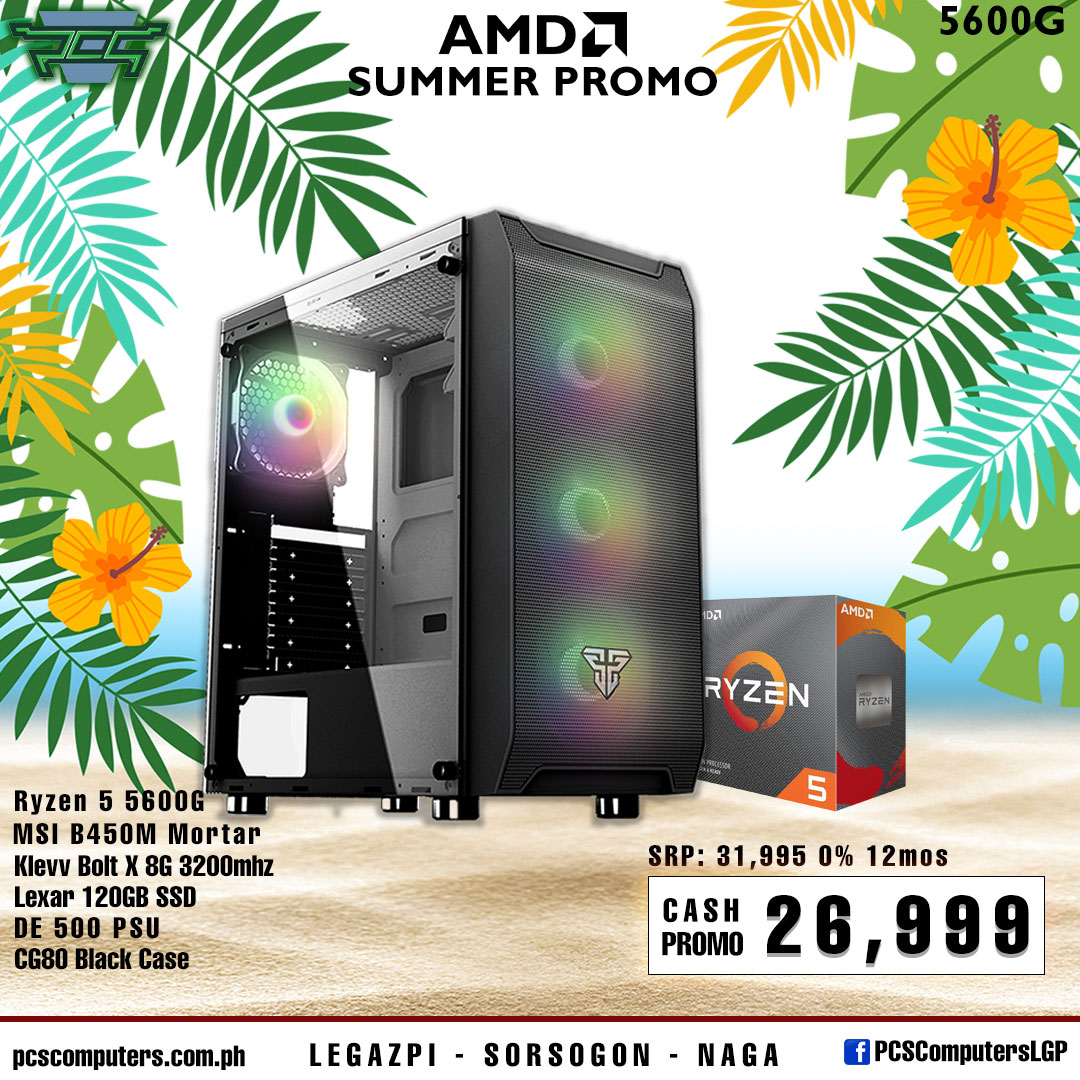 5600G
AMD
SUMMER PROMO
AMD
RYZEN
5
AMD
RYZEN
Ryzen 5 5600G
MSI B450M Mortar
Klevv Bolt X 8G 3200mhz
Lexar 120GB SSD
DE 500 PSU
CG80 Black Case
SRP: 31,995 0% 12mos
CASH
PROMO
26,999
pcscomputers.com.ph
LEGAZPI - SORSOGON - NAGA
f PCSComputersLGP